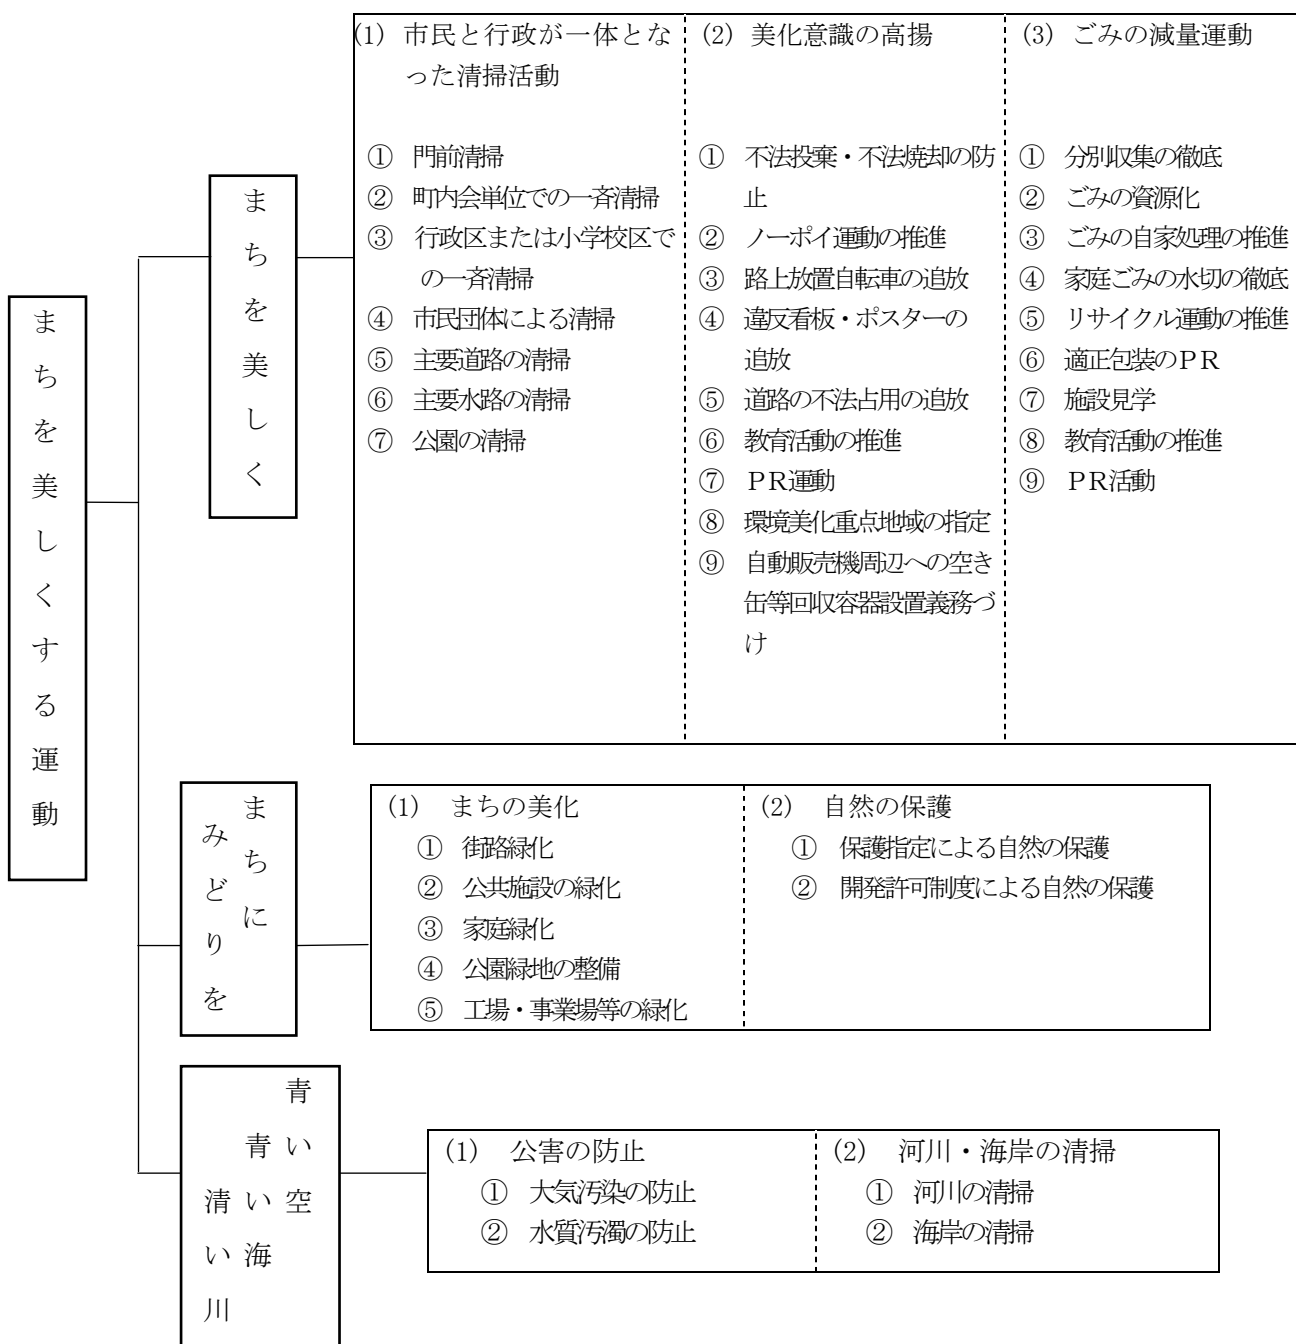 まちを美しくする運動
まちを美しく
(1) 市民と行政が一体とな
った清掃活動
① 門前清掃
② 町内会単位での一斉清掃
③ 行政区または小学校区で
の一斉清掃
④ 市民団体による清掃
⑤ 主要道路の清掃
⑥ 主要水路の清掃
⑦ 公園の清掃
(2) 美化意識の高揚
① 不法投棄・不法焼却の防
止
② ノーポイ運動の推進
③ 路上放置自転車の追放
④ 違反看板・ポスターの
追放
⑤ 道路の不法占用の追放
⑥ 教育活動の推進
⑦ PR運動
⑧ 環境美化重点地域の指定
⑨ 自動販売機周辺への空き
缶等回収容器設置義務づ
け
(3) ごみの減量運動
① 分別収集の徹底
② ごみの資源化
③ ごみの自家処理の推進
④ 家庭ごみの水切の徹底
⑤ リサイクル運動の推進
⑥ 適正包装のPR
⑦ 施設見学
⑧ 教育活動の推進
⑨ PR活動
まちに
みどりを
(1) まちの美化
① 街路緑化
② 公共施設の緑化
③ 家庭緑化
④ 公園緑地の整備
⑤ 工場・事業場等の緑化
(2) 自然の保護
① 保護指定による自然の保護
② 開発許可制度による自然の保護
青い空
青い海
清い川
(1) 公害の防止
① 大気汚染の防止
② 水質汚濁の防止
(2) 河川・海岸の清掃
① 河川の清掃
② 海岸の清掃